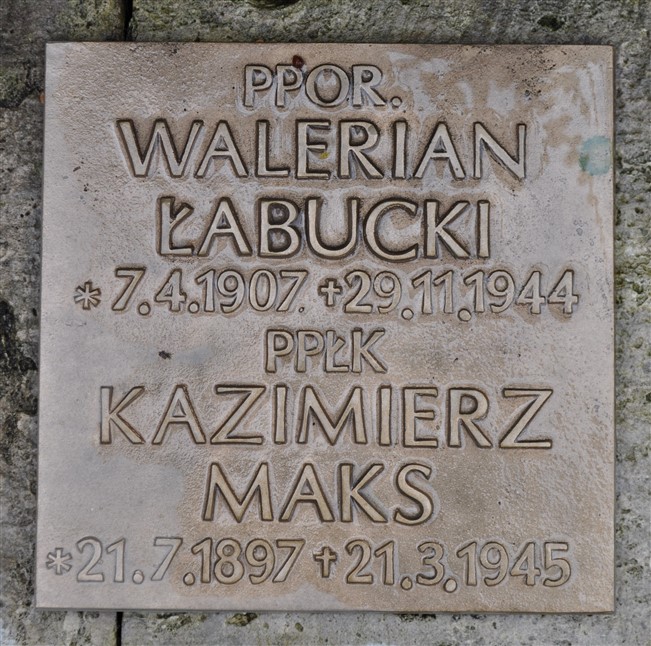 PPOR.
WALERIAN
ŁABUCKI
* 7.4.1907 ✝ 29.11.1944
PPŁK
KAZIMIERZ
MAKS
* 21.7.1897 ✝ 21.3.1945